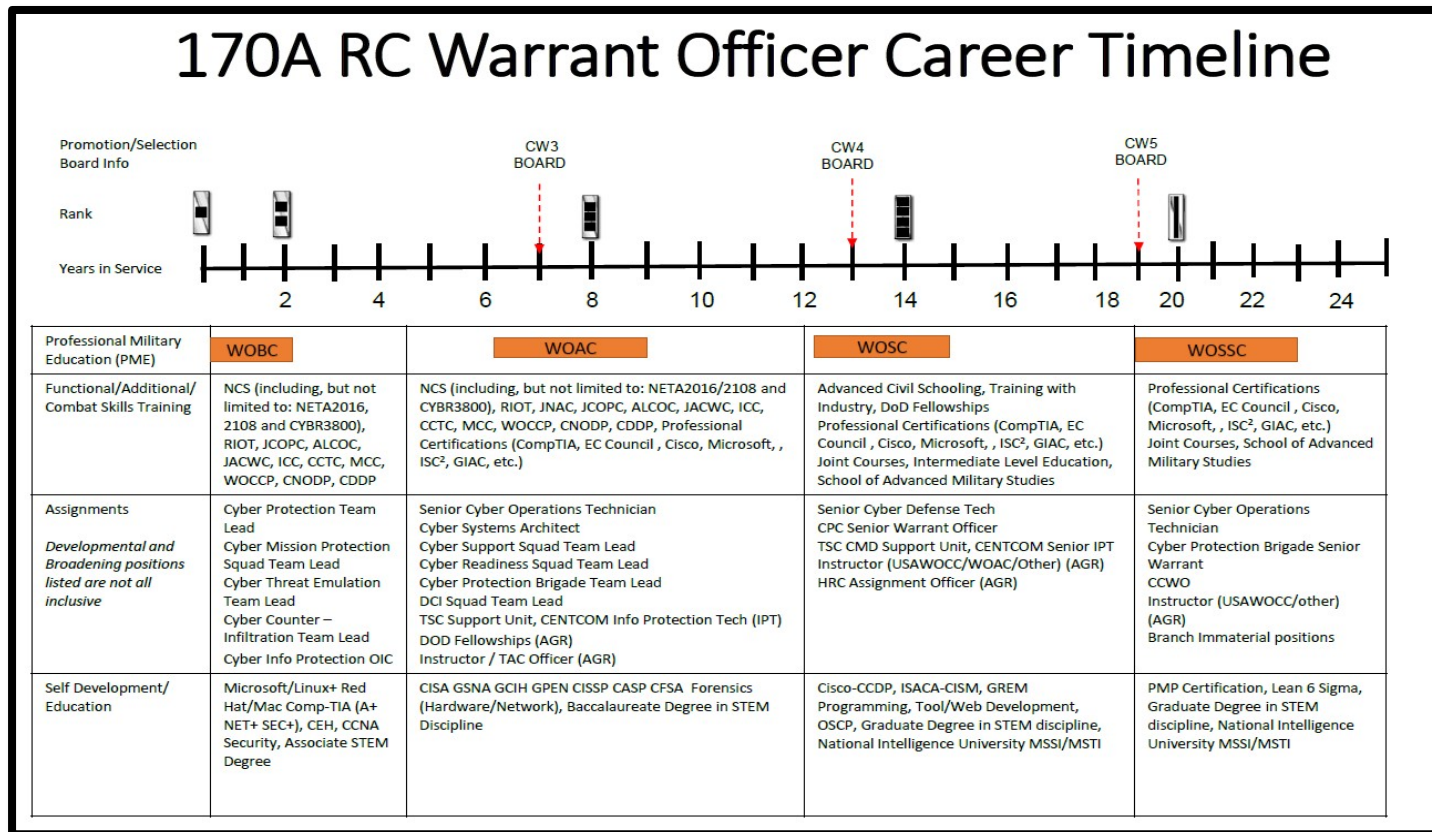 170A RC Warrant Officer Career Timeline
Promotion/Selection
Board Info
CW3
BOARD
CW4
BOARD
CW5
BOARD
Rank
Years in Service
2 4 6 8 10 12 14 16 18 20 22 24
Professional Military
Education (PME)
WOBC
WOAC
WOSC
WOSSC
Functional/Additional/
Combat Skills Training
NCS (including, but not
limited to: NETA2016,
2108 and CYBR3800),
RIOT, JCOPC, ALCOC,
JACWC, ICC, CCTC, MCC,
WOCCP, CNODP, CDDP
NCS (including, but not limited to: NETA2016/2108 and
CYBR3800), RIOT, JNAC, JCOPC, ALCOC, JACWC, ICC,
CCTC, MCC, WOCCP, CNODP, CDDP, Professional
Certifications (CompTIA, EC Council , Cisco, Microsoft, ,
ISC², GIAC, etc.)
Advanced Civil Schooling, Training with
Industry, DoD Fellowships
Professional Certifications (CompTIA, EC
Council , Cisco, Microsoft, , ISC², GIAC, etc.)
Joint Courses, Intermediate Level Education,
School of Advanced Military Studies
Professional Certifications
(CompTIA, EC Council , Cisco,
Microsoft, , ISC², GIAC, etc.)
Joint Courses, School of Advanced
Military Studies
Assignments
Developmental and
Broadening positions
listed are not all
inclusive
Cyber Protection Team
Lead
Cyber Mission Protection
Squad Team Lead
Cyber Threat Emulation
Team Lead
Cyber Counter –
Infiltration Team Lead
Cyber Info Protection OIC
Senior Cyber Operations Technician
Cyber Systems Architect
Cyber Support Squad Team Lead
Cyber Readiness Squad Team Lead
Cyber Protection Brigade Team Lead
DCI Squad Team Lead
TSC Support Unit, CENTCOM Info Protection Tech (IPT)
DOD Fellowships (AGR)
Instructor / TAC Officer (AGR)
Senior Cyber Defense Tech
CPC Senior Warrant Officer
TSC CMD Support Unit, CENTCOM Senior IPT
Instructor (USAWOCC/WOAC/Other) (AGR)
HRC Assignment Officer (AGR)
Senior Cyber Operations
Technician
Cyber Protection Brigade Senior
Warrant
CCWO
Instructor (USAWOCC/other)
(AGR)
Branch Immaterial positions
Self Development/
Education
Microsoft/Linux+ Red
Hat/Mac Comp-TIA (A+
NET+ SEC+), CEH, CCNA
Security, Associate STEM
Degree
CISA GSNA GCIH GPEN CISSP CASP CFSA Forensics
(Hardware/Network), Baccalaureate Degree in STEM
Discipline
Cisco-CCDP, ISACA-CISM, GREM
Programming, Tool/Web Development,
OSCP, Graduate Degree in STEM discipline,
National Intelligence University MSSI/MSTI
PMP Certification, Lean 6 Sigma,
Graduate Degree in STEM
discipline, National Intelligence
University MSSI/MSTI